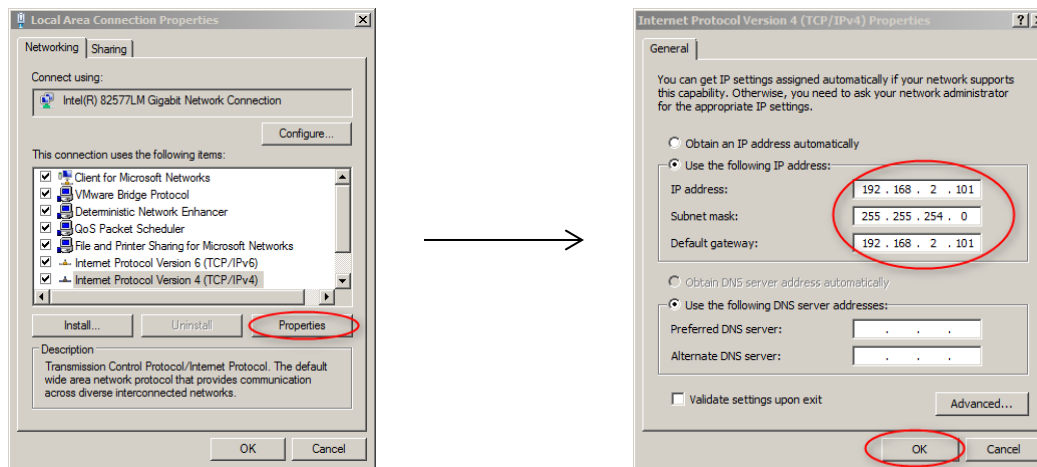 Local Area Connection Properties
Networking Sharing
Connect using:
Intel(R) 82577LM Gigabit Network Connection
Configure...
This connection uses the following items:
Client for Microsoft Networks
VMware Bridge Protocol
Deterministic Network Enhancer
QoS Packet Scheduler
File and Printer Sharing for Microsoft Networks
Internet Protocol Version 6 (TCP/IPv6)
Internet Protocol Version 4 (TCP/IPv4)
Install... Uninstall Properties
Description
Transmission Control Protocol/Internet Protocol. The default
wide area network protocol that provides communication
across diverse interconnected networks.
OK Cancel
Internet Protocol Version 4 (TCP/IPv4) Properties
General
You can get IP settings assigned automatically if your network supports
this capability. Otherwise, you need to ask your network administrator
for the appropriate IP settings.
Obtain an IP address automatically
Use the following IP address:
IP address: 192 . 168 . 2 . 101
Subnet mask: 255 . 255 . 254 . 0
Default gateway: 192 . 168 . 2 . 101
Obtain DNS server address automatically
Use the following DNS server addresses:
Preferred DNS server: . . .
Alternate DNS server: . . .
Validate settings upon exit
Advanced...
OK Cancel